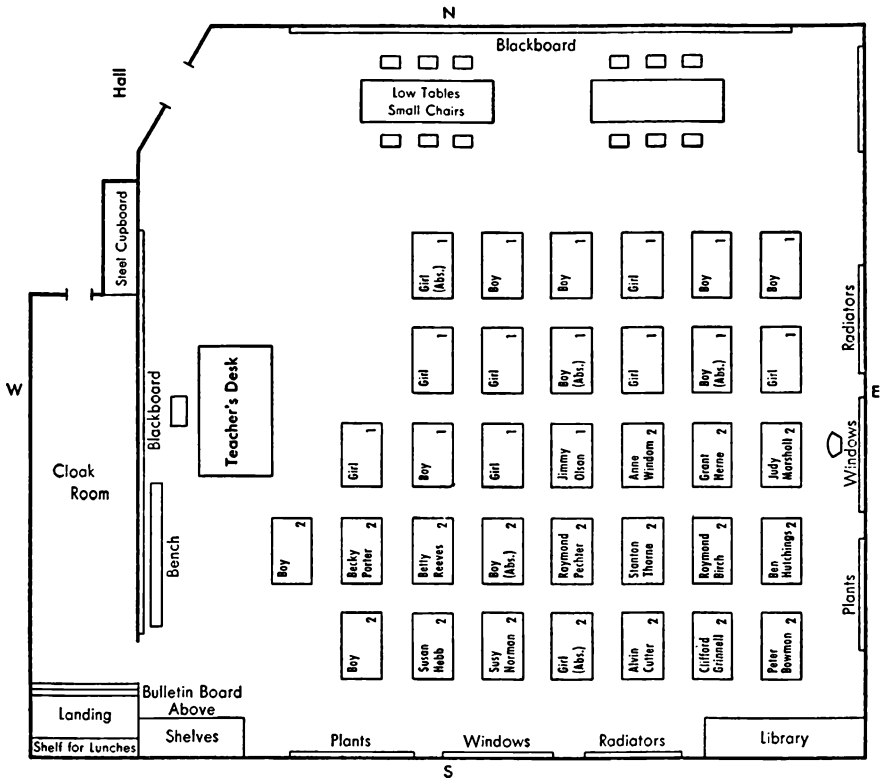 N
Blackboard
Hall
Low Tables
Small Chairs
Steel Cupboard
Girl
(Abs.) 1
Boy 1
Boy 1
Girl 1
Boy 1
Boy 1
Radiators
Girl 1
Girl 1
Boy
(Abs.) 1
Girl 1
Boy
(Abs.) 1
Girl 1
W
E
Blackboard
Teacher's Desk
Girl 1
Boy 1
Girl 1
Jimmy
Olson 1
Anne
Windom 2
Grant
Herne 2
Judy
Marshall 2
Windows
Cloak
Room
Bench
Boy 2
Becky
Porter 2
Betty
Reeves 2
Boy
(Abs.) 2
Raymond
Pechter 2
Stanton
Thorne 2
Raymond
Birch 2
Ben
Hutchings 2
Plants
Boy 2
Susan
Hebb 2
Susy
Norman 2
Girl
(Abs.) 2
Alvin
Cutter 2
Clifford
Grinnell 2
Peter
Bowman 2
Bulletin Board
Above
Landing
Shelves
Shelf for Lunches
Plants
Windows
Radiators
Library
S